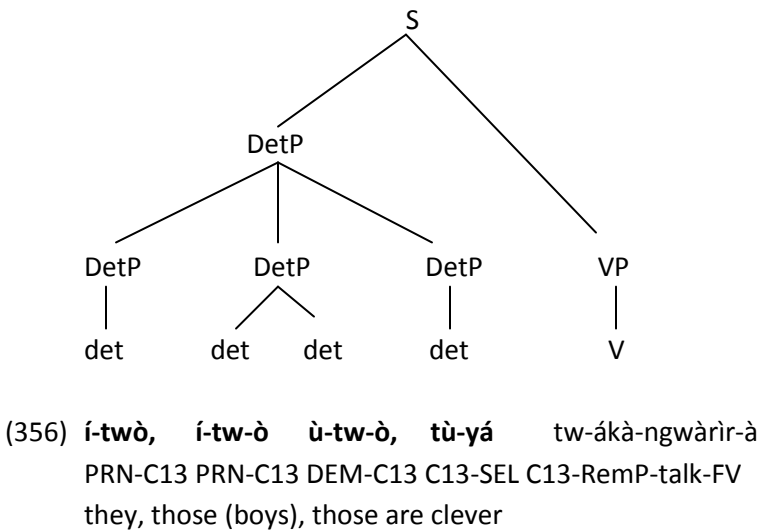 S
DetP
DetP DetP DetP VP
det det det det V
(356) í-twò, í-tw-ò ù-tw-ò, tù-yá tw-ákà-ngwàrìr-à
PRN-C13 PRN-C13 DEM-C13 C13-SEL C13-RemP-talk-FV
they, those (boys), those are clever